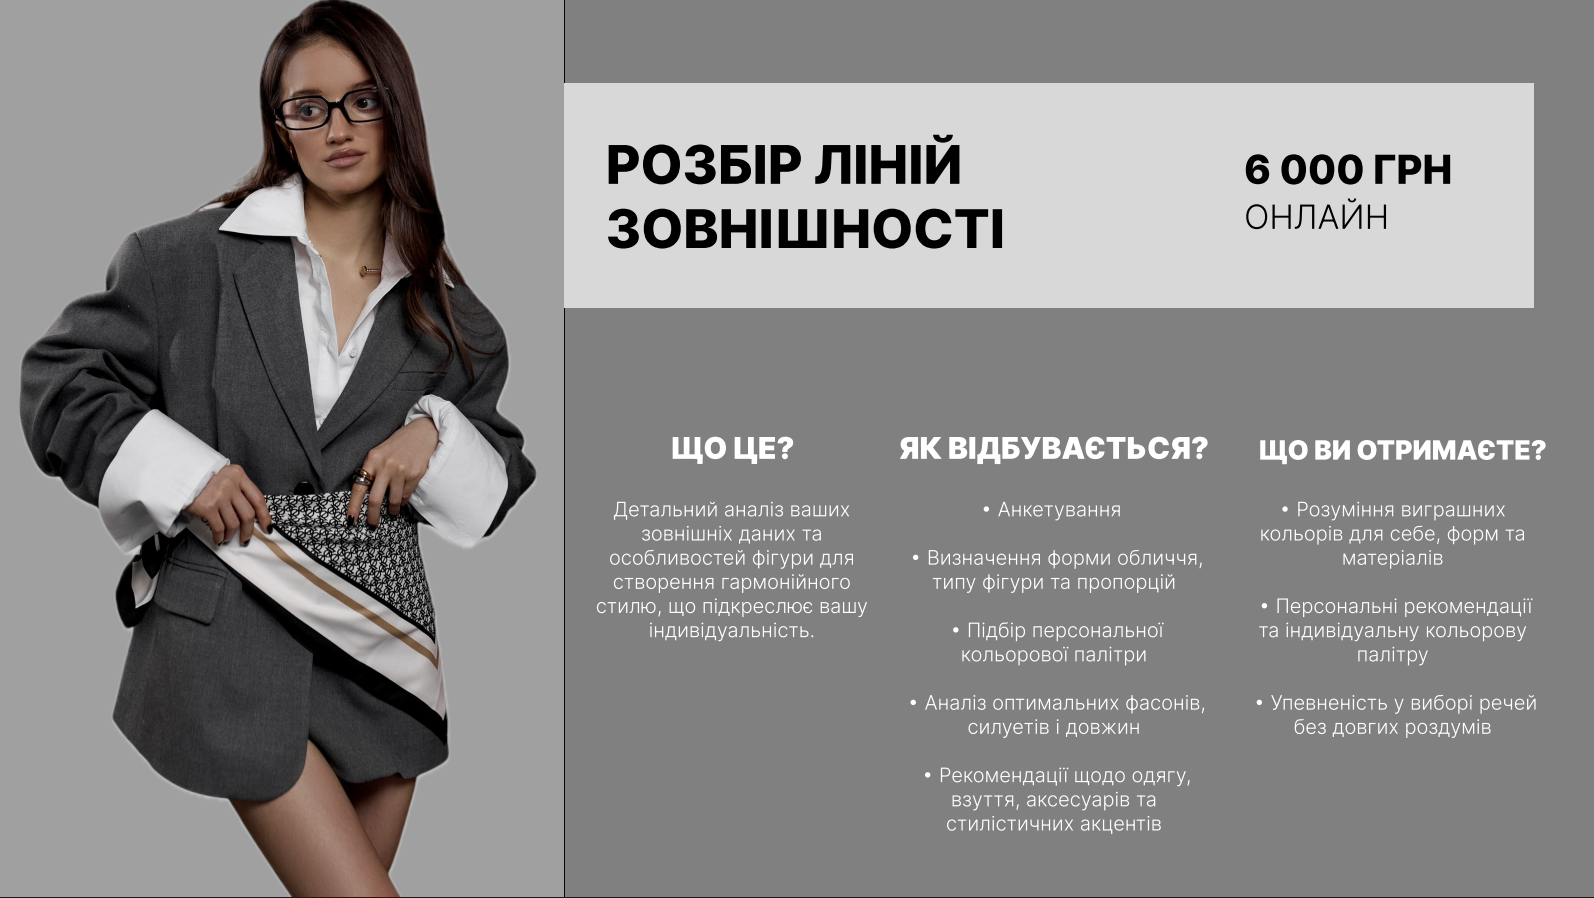 РОЗБІР ЛІНІЙ
ЗОВНІШНОСТІ
6 000 ГРН
ОНЛАЙН
ЩО ЦЕ?
Детальний аналіз ваших
зовнішніх даних та
особливостей фігури для
створення гармонійного
стилю, що підкреслює вашу
індивідуальність.
ЯК ВІДБУВАЄТЬСЯ?
• Анкетування
• Визначення форми обличчя,
типу фігури та пропорцій
• Підбір персональної
кольорової палітри
• Аналіз оптимальних фасонів,
силуетів і довжин
• Рекомендації щодо одягу,
взуття, аксесуарів та
стилістичних акцентів
ЩО ВИ ОТРИМАЄТЕ?
• Розуміння виграшних
кольорів для себе, форм та
матеріалів
• Персональні рекомендації
та індивідуальну кольорову
палітру
• Упевненість у виборі речей
без довгих роздумів